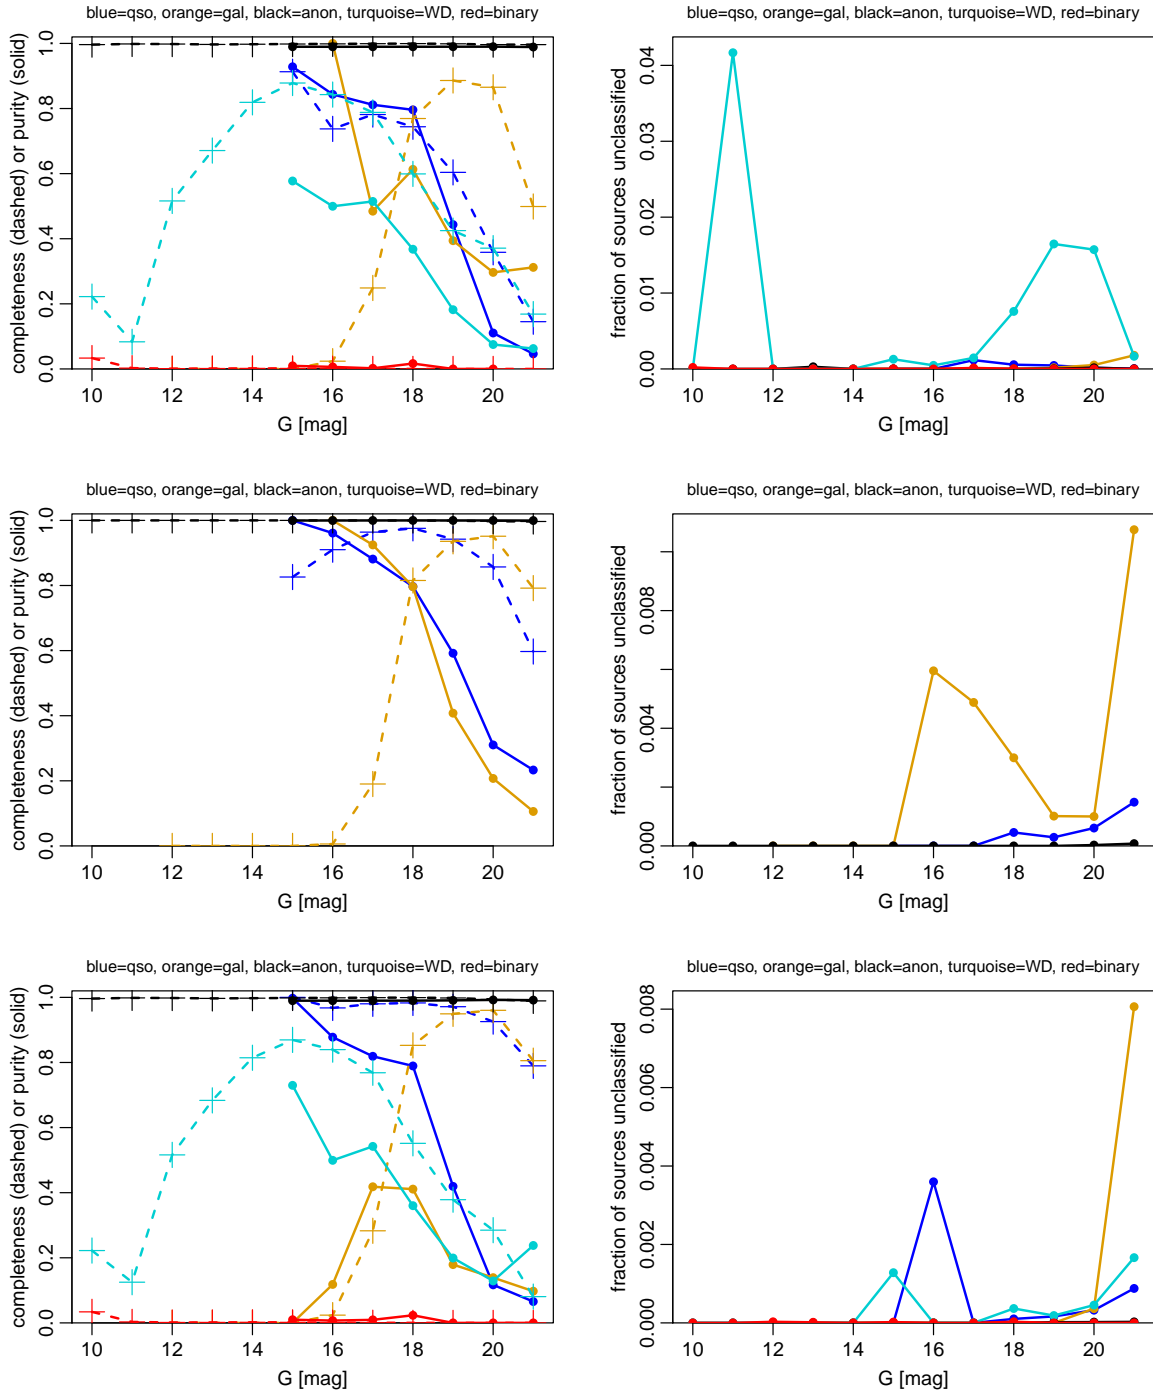 blue=qso, orange=gal, black=anon, turquoise=WD, red=binary
completeness (dashed) or purity (solid)
0.0 0.2 0.4 0.6 0.8 1.0
10 12 14 16 18 20
G [mag]
blue=qso, orange=gal, black=anon, turquoise=WD, red=binary
fraction of sources unclassified
0.00 0.01 0.02 0.03 0.04
10 12 14 16 18 20
G [mag]
blue=qso, orange=gal, black=anon, turquoise=WD, red=binary
completeness (dashed) or purity (solid)
0.0 0.2 0.4 0.6 0.8 1.0
10 12 14 16 18 20
G [mag]
blue=qso, orange=gal, black=anon, turquoise=WD, red=binary
fraction of sources unclassified
0.000 0.004 0.008
10 12 14 16 18 20
G [mag]
blue=qso, orange=gal, black=anon, turquoise=WD, red=binary
completeness (dashed) or purity (solid)
0.0 0.2 0.4 0.6 0.8 1.0
10 12 14 16 18 20
G [mag]
blue=qso, orange=gal, black=anon, turquoise=WD, red=binary
fraction of sources unclassified
0.000 0.002 0.004 0.006 0.008
10 12 14 16 18 20
G [mag]